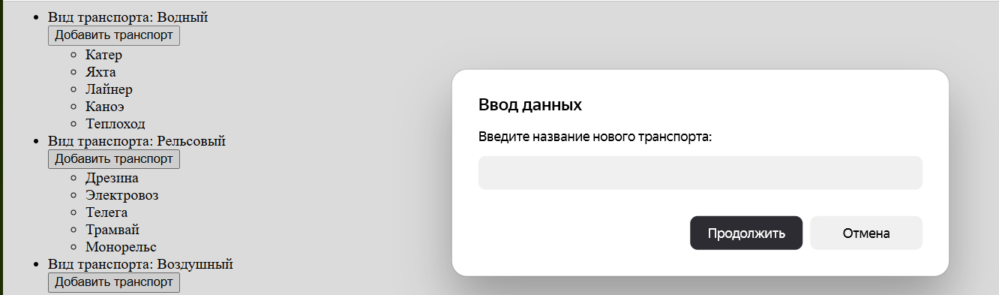 Вид транспорта: Водный
Добавить транспорт
Катер
Яхта
Лайнер
Каноэ
Теплоход
Вид транспорта: Рельсовый
Добавить транспорт
Дрезина
Электровоз
Телега
Трамвай
Монорельс
Вид транспорта: Воздушный
Добавить транспорт
Ввод данных
Введите название нового транспорта:
Продолжить
Отмена